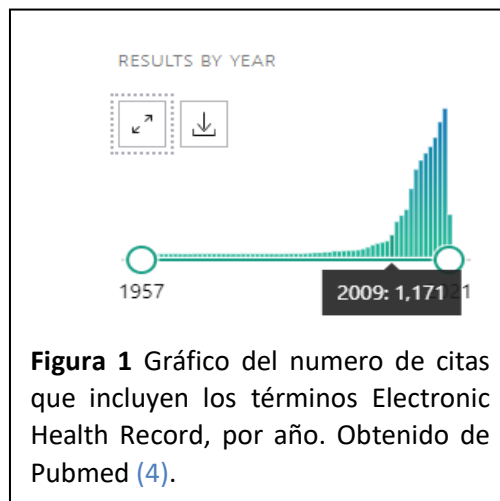 RESULTS BY YEAR
1957
2009: 1,171
21
Figura 1 Gráfico del numero de citas
que incluyen los términos Electronic
Health Record, por año. Obtenido de
Pubmed (4).